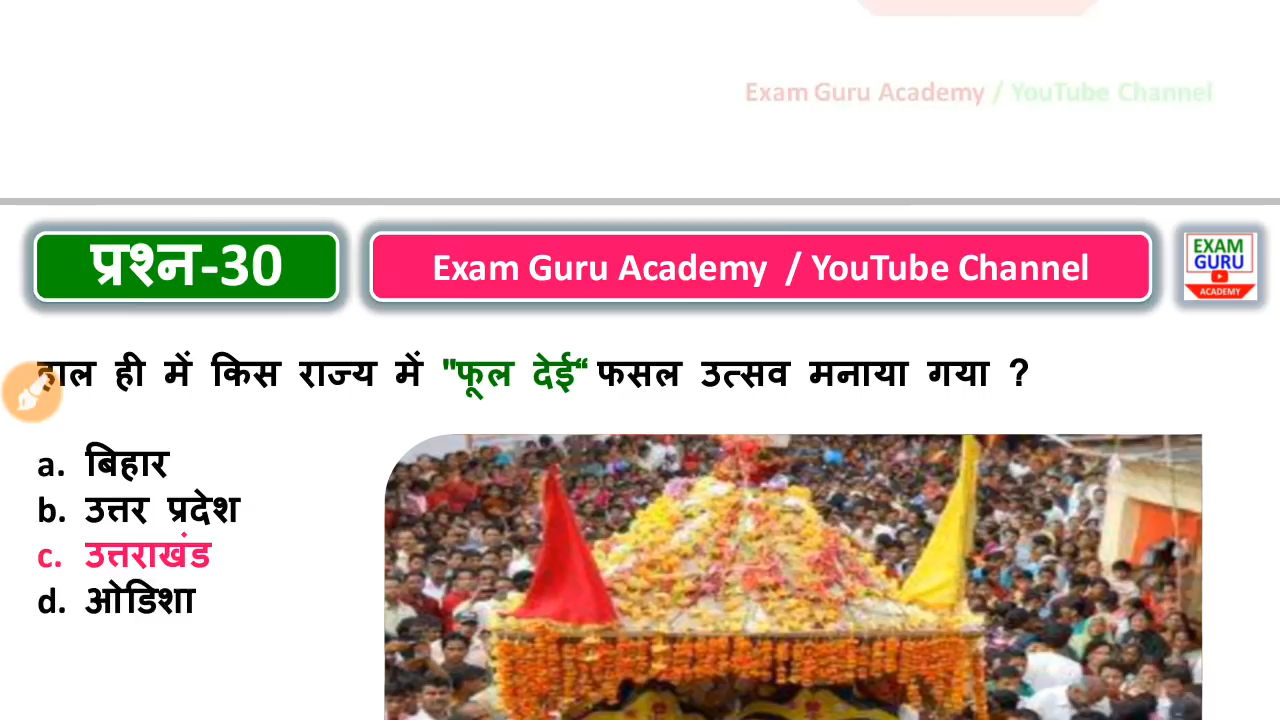 Exam Guru Academy / YouTube Channel
प्रश्न-30
Exam Guru Academy / YouTube Channel
EXAM
GURU
ACADEMY
हाल ही में किस राज्य में "फूल देई“ फसल उत्सव मनाया गया ?
a. बिहार
b. उत्तर प्रदेश
c. उत्तराखंड
d. ओडिशा